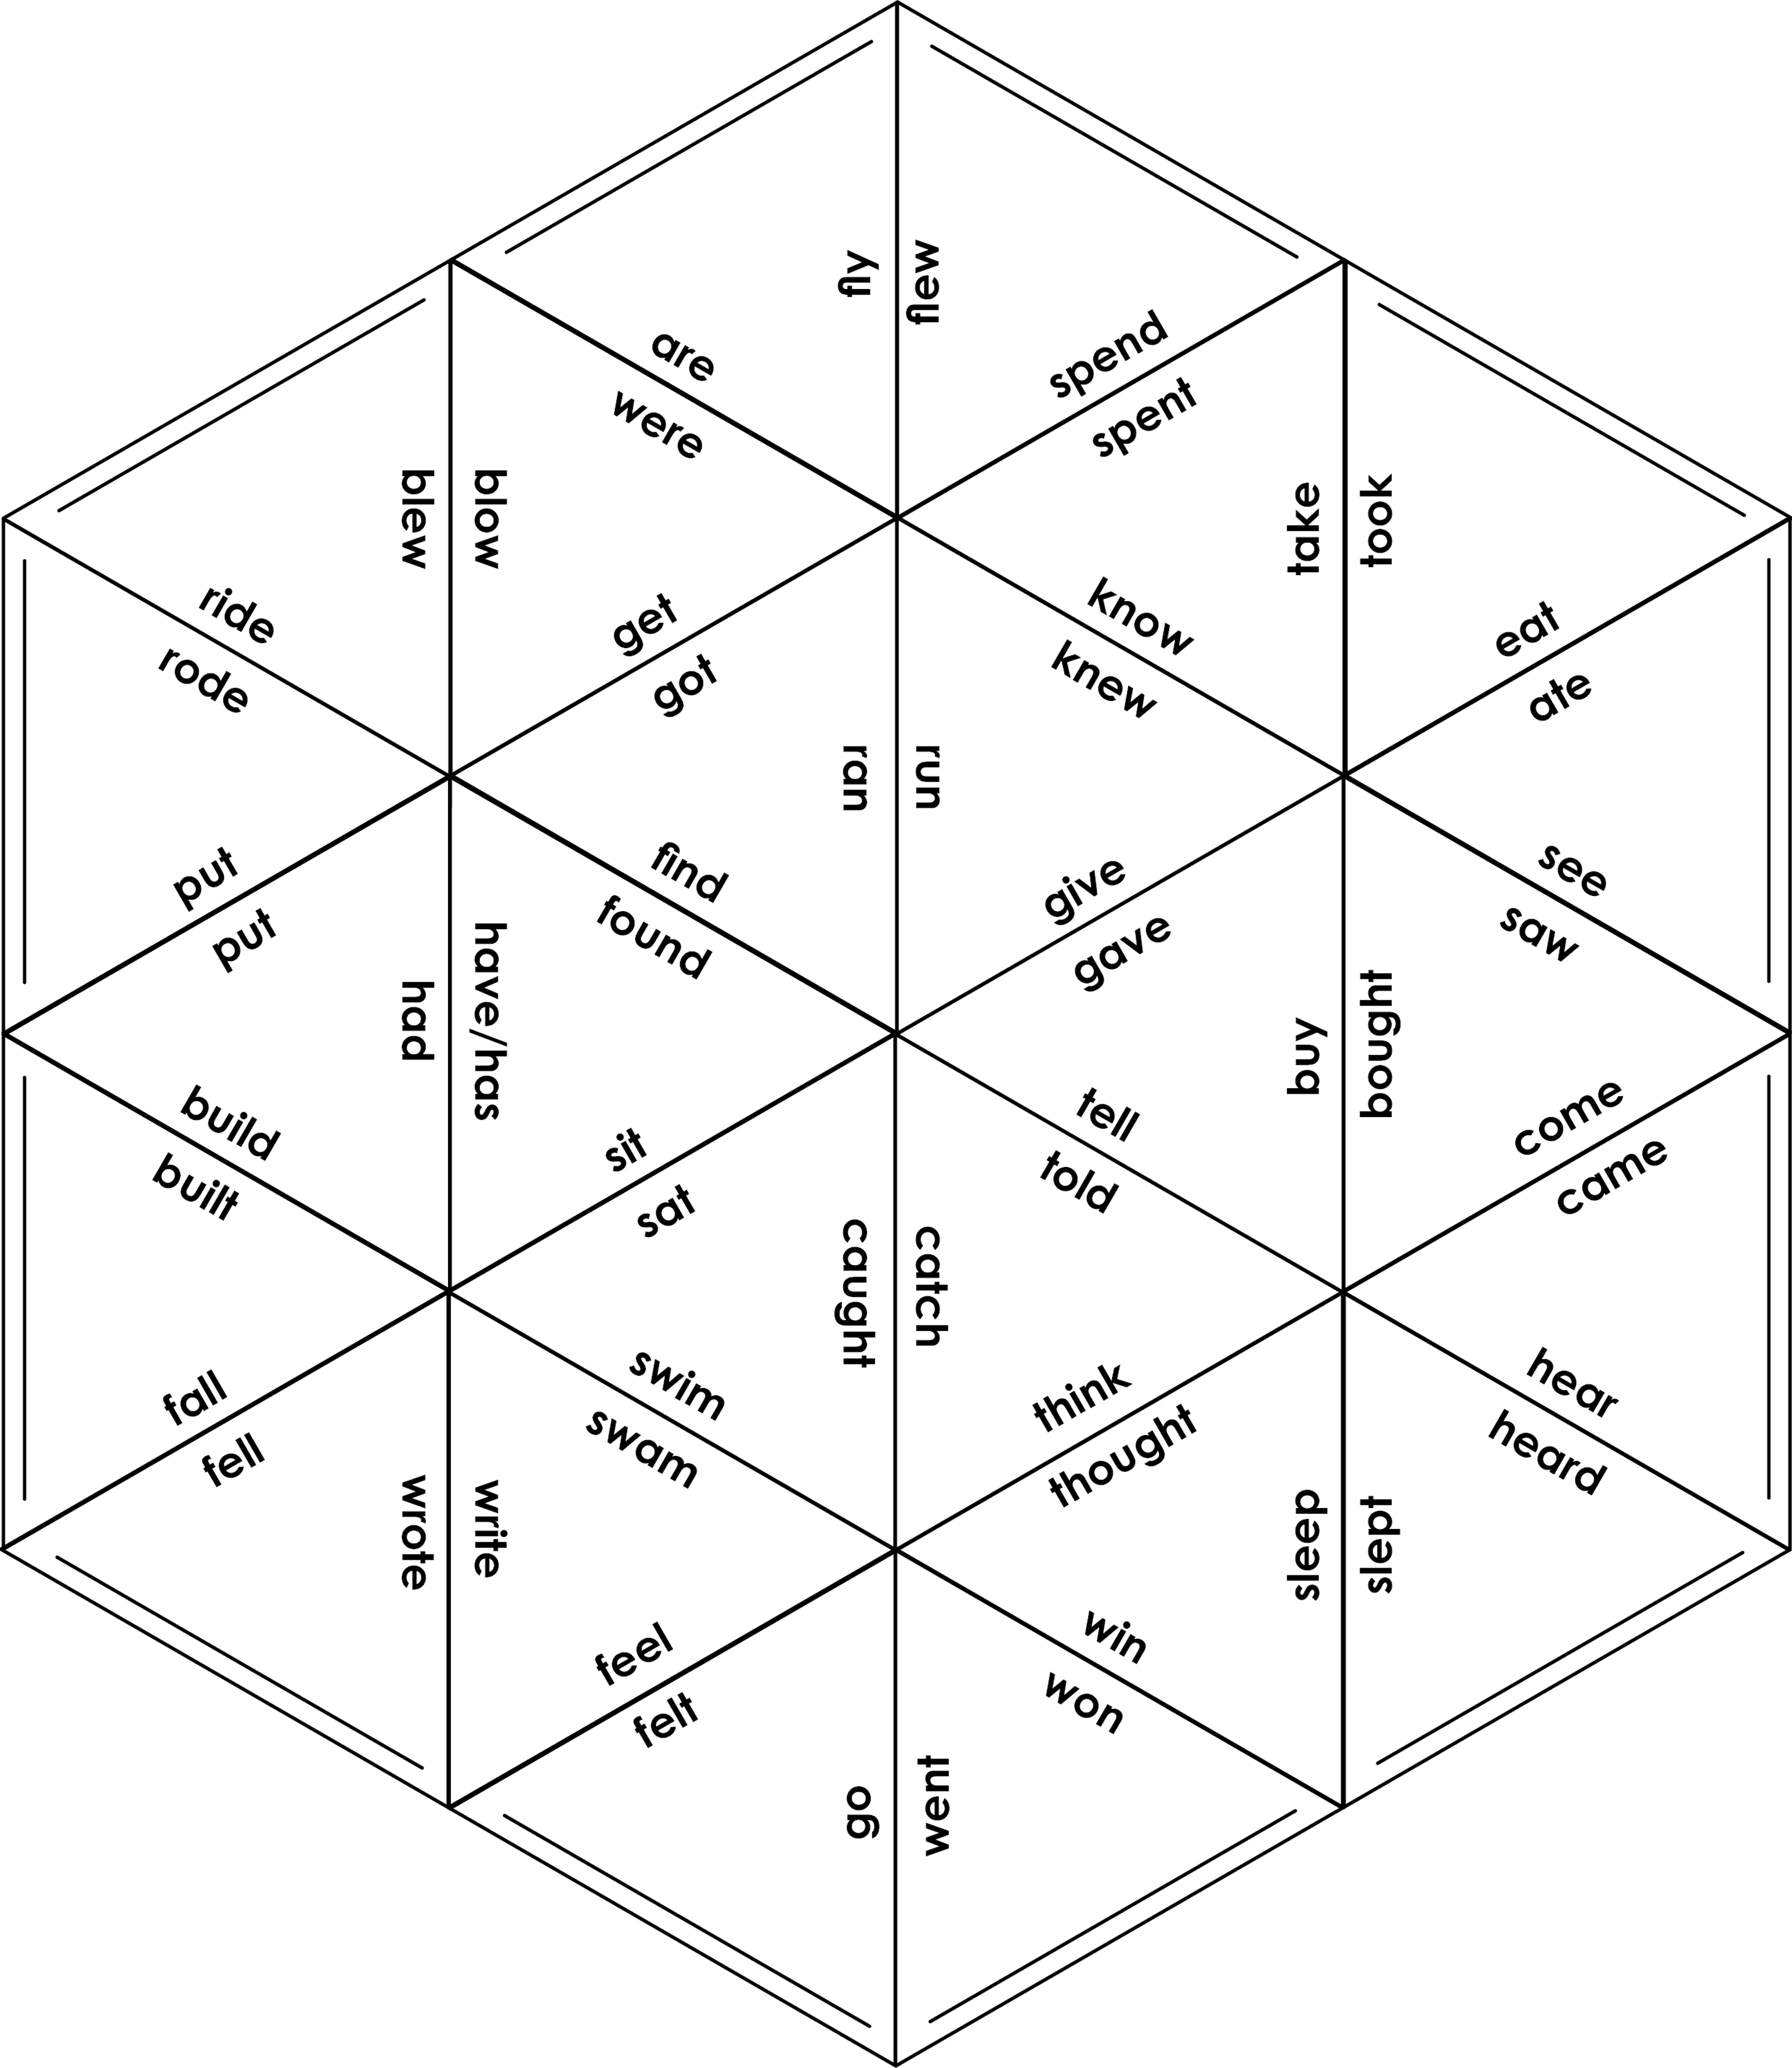 fly
flew
are
were
spend
spent
blew
blow
take
took
ride
rode
get
got
know
knew
eat
ate
ran
run
put
put
find
found
give
gave
see
saw
had
have/has
buy
bought
build
built
sit
sat
tell
told
come
came
caught
catch
fall
fell
swim
swam
think
thought
hear
heard
wrote
write
sleep
slept
feel
felt
win
won
go
went